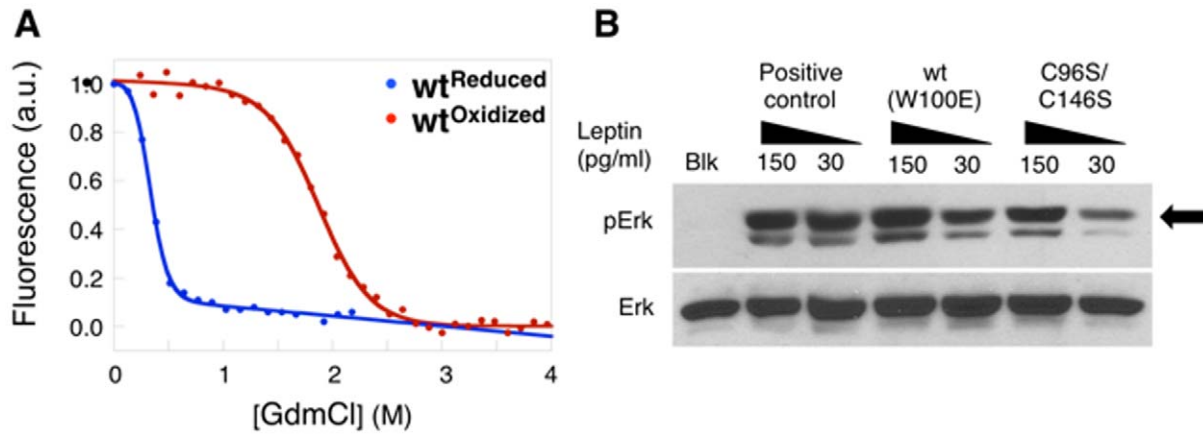 A
Fluorescence (a.u.)
1.0
0.8
0.6
0.4
0.2
0.0
0 1 2 3 4
[GdmCl] (M)
wtReduced
wtOxidized
B
Positive
control
wt
(W100E)
C96S/
C146S
Leptin
(pg/ml)
Blk
150 30 150 30 150 30
pErk
Erk